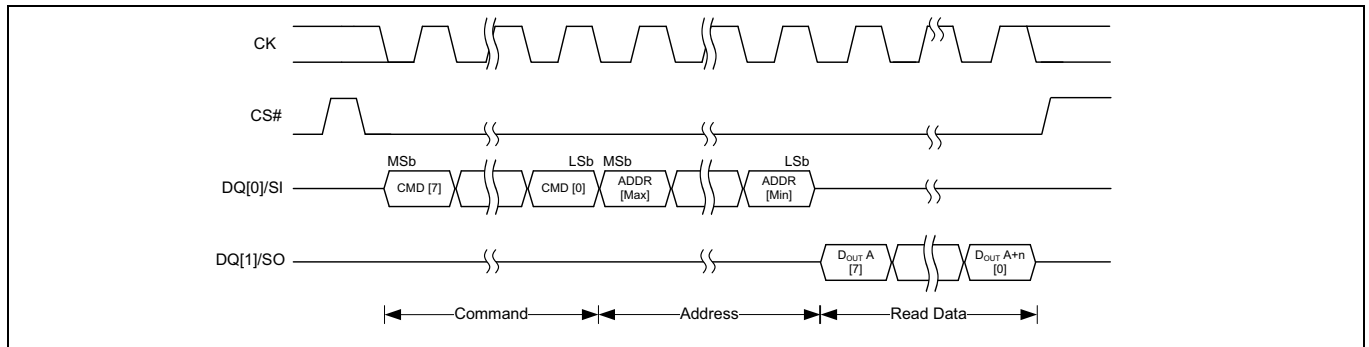 CK
CS#
MSb LSb MSb LSb
DQ[0]/SI CMD [7] CMD [0] ADDR [Max] ADDR [Min]
DQ[1]/SO DOUT A [7] DOUT A+n [0]
Command Address Read Data